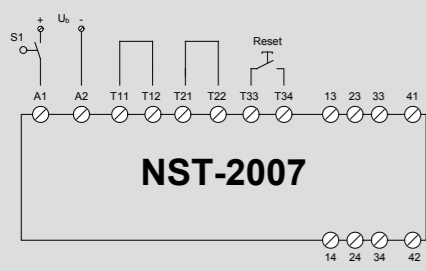 + U_b -
S1
Reset
A1 A2 T11 T12 T21 T22 T33 T34 13 23 33 41
NST-2007
14 24 34 42